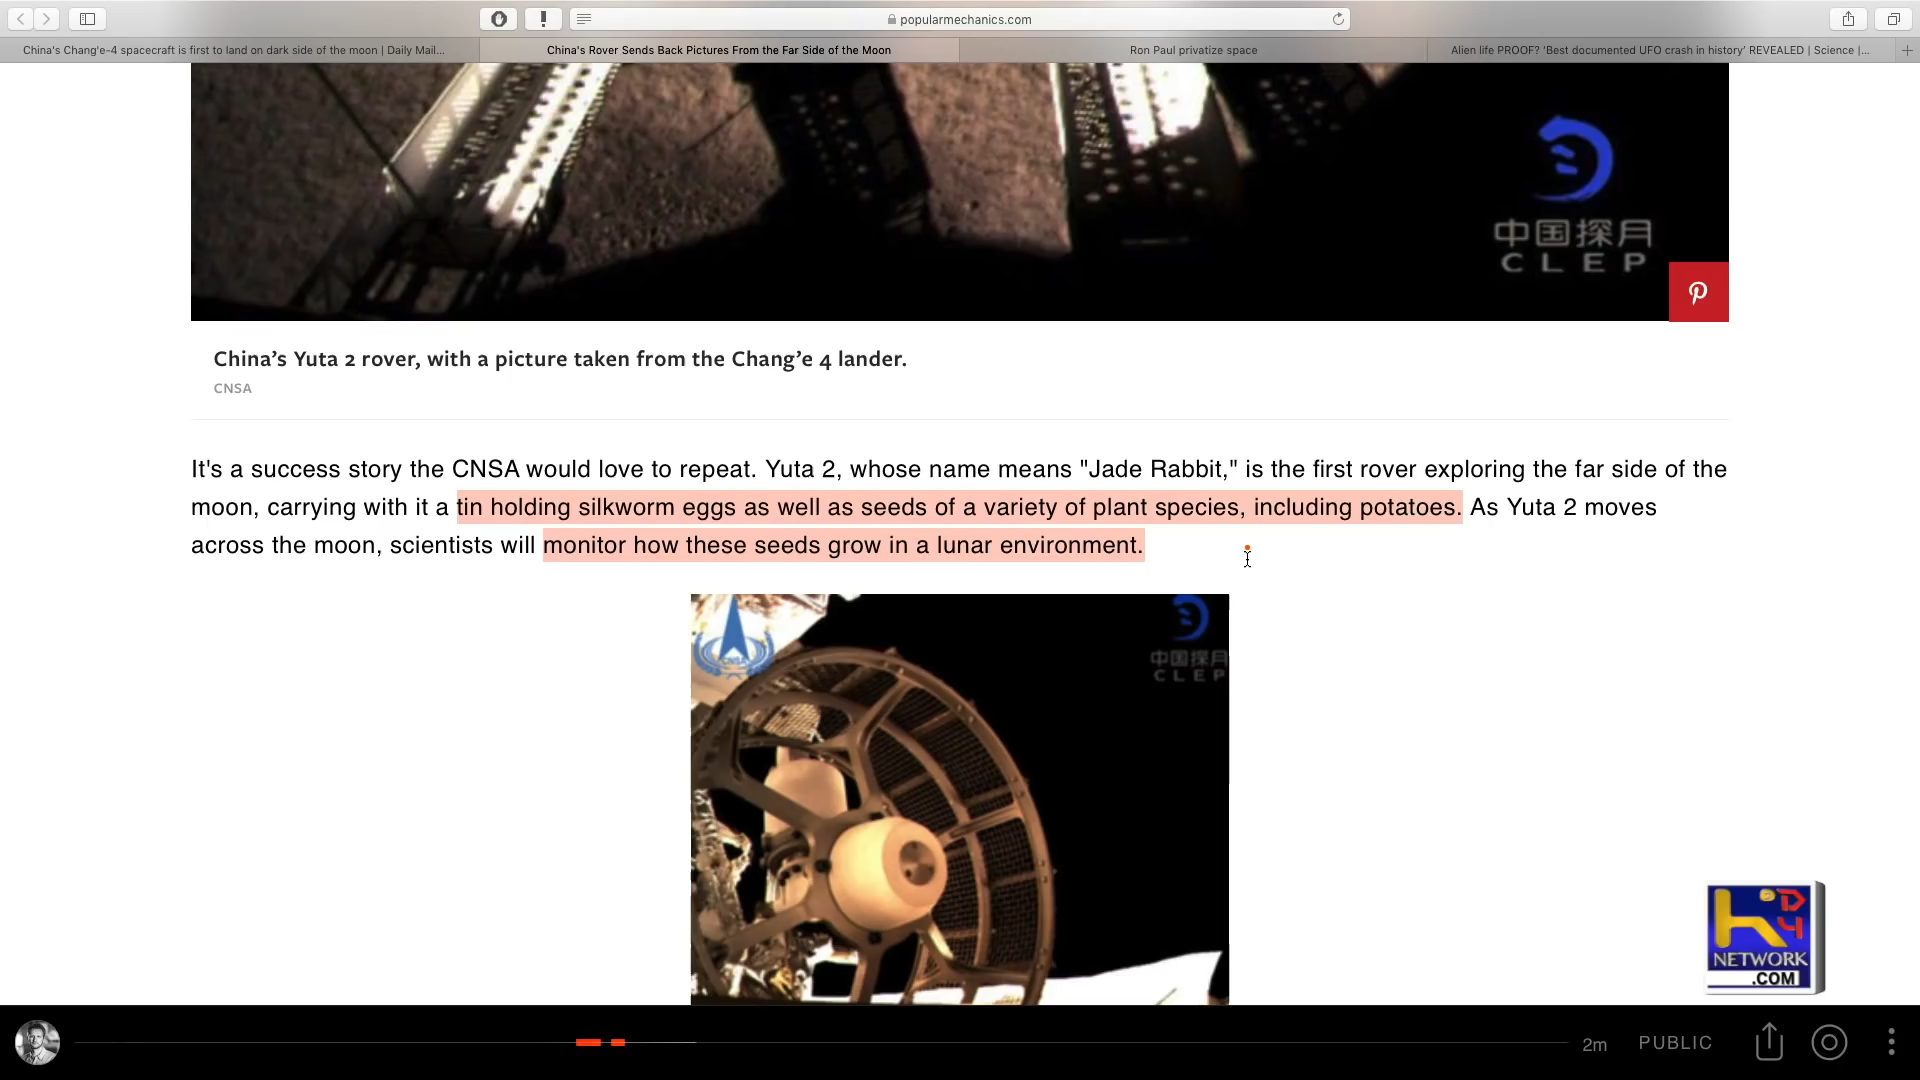 popularmechanics.com
China's Chang'e-4 spacecraft is first to land on dark side of the moon | Daily Mail...
China's Rover Sends Back Pictures From the Far Side of the Moon
Ron Paul privatize space
Alien life PROOF? 'Best documented UFO crash in history' REVEALED | Science |...
中国探月
CLEP
China's Yuta 2 rover, with a picture taken from the Chang'e 4 lander.
CNSA
It's a success story the CNSA would love to repeat. Yuta 2, whose name means "Jade Rabbit," is the first rover exploring the far side of the
moon, carrying with it a tin holding silkworm eggs as well as seeds of a variety of plant species, including potatoes. As Yuta 2 moves
across the moon, scientists will monitor how these seeds grow in a lunar environment.
CNSA
中国探月
CLEP
NETWORK
.COM
2m
PUBLIC